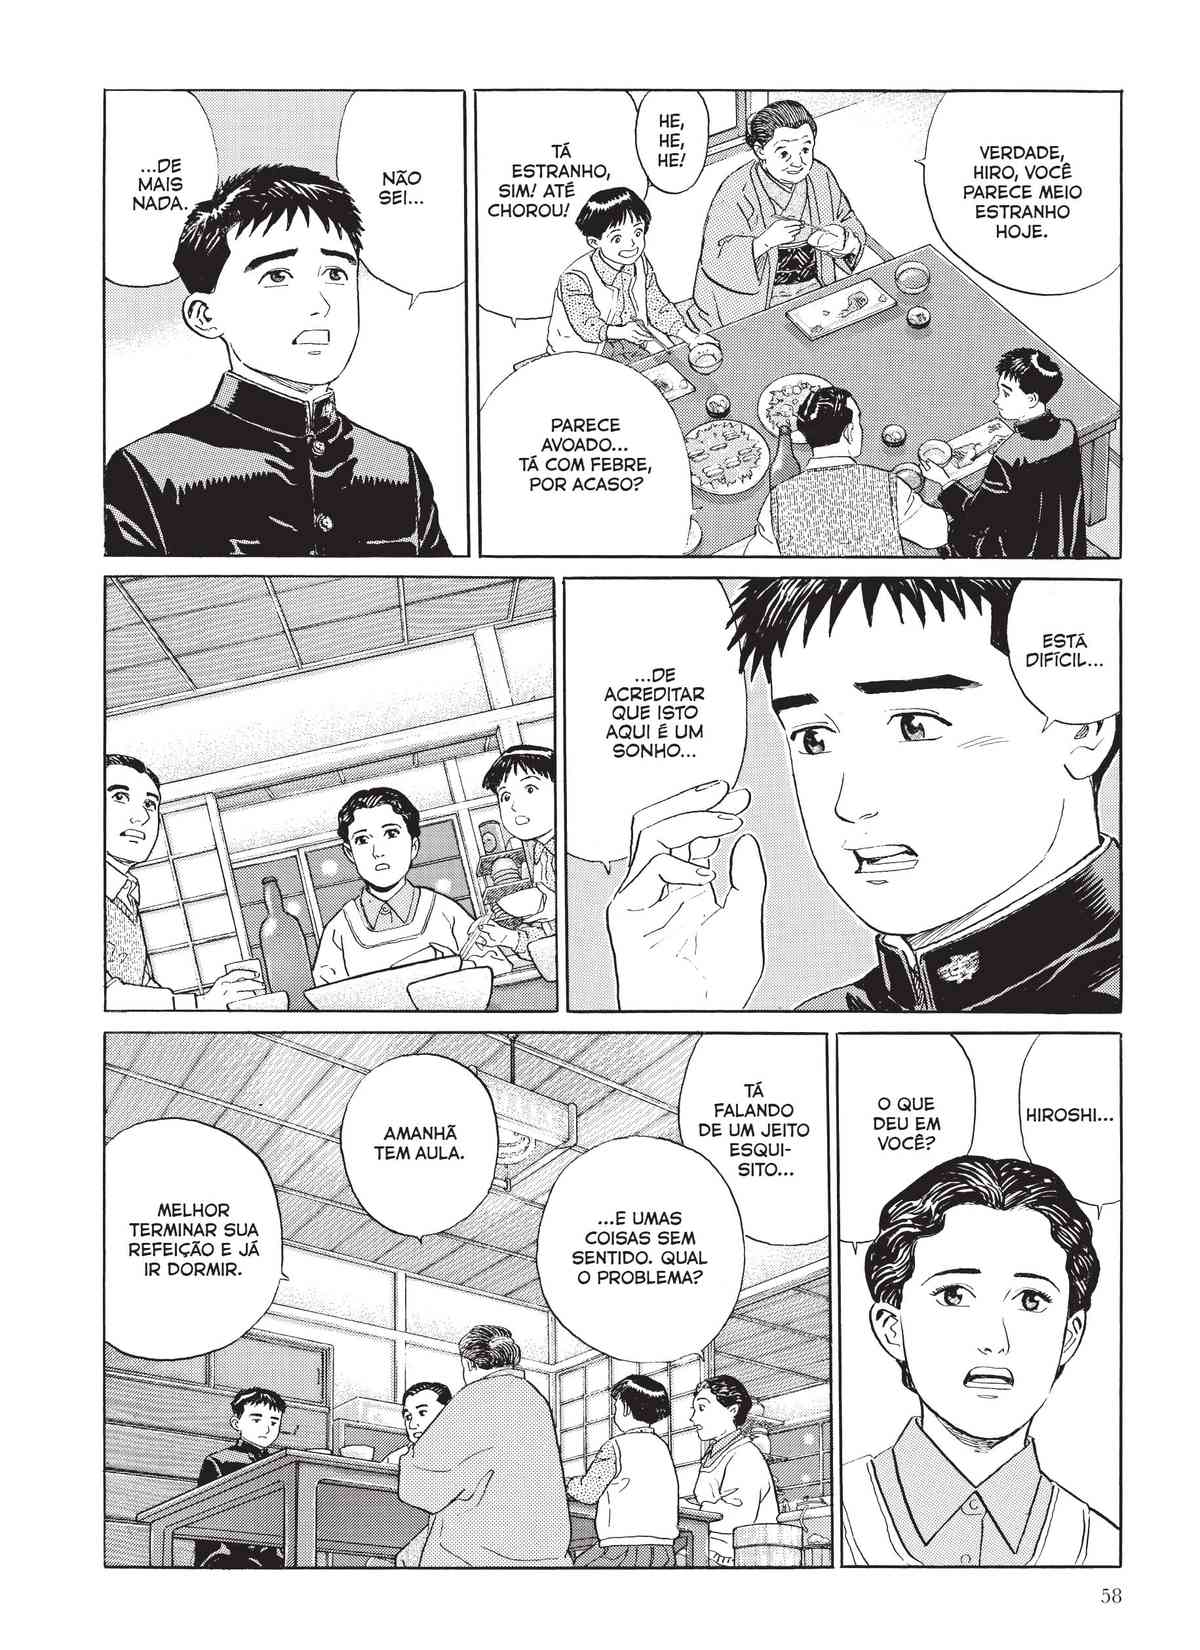 VERDADE,
HIRO, VOCÊ
PARECE MEIO
ESTRANHO
HOJE.
HE,
HE,
HE!
TÁ
ESTRANHO,
SIM! ATÉ
CHOROU!
PARECE
AVOADO...
TÁ COM FEBRE,
POR ACASO?
NÃO
SEI...
...DE
MAIS
NADA.
ESTÁ
DIFÍCIL...
...DE
ACREDITAR
QUE ISTO
AQUI É UM
SONHO...
HIROSHI...
O QUE
DEU EM
VOCÊ?
TÁ
FALANDO
DE UM JEITO
ESQUI-
SITO...
...E UMAS
COISAS SEM
SENTIDO. QUAL
O PROBLEMA?
AMANHÃ
TEM AULA.
MELHOR
TERMINAR SUA
REFEIÇÃO E JÁ
IR DORMIR.
58